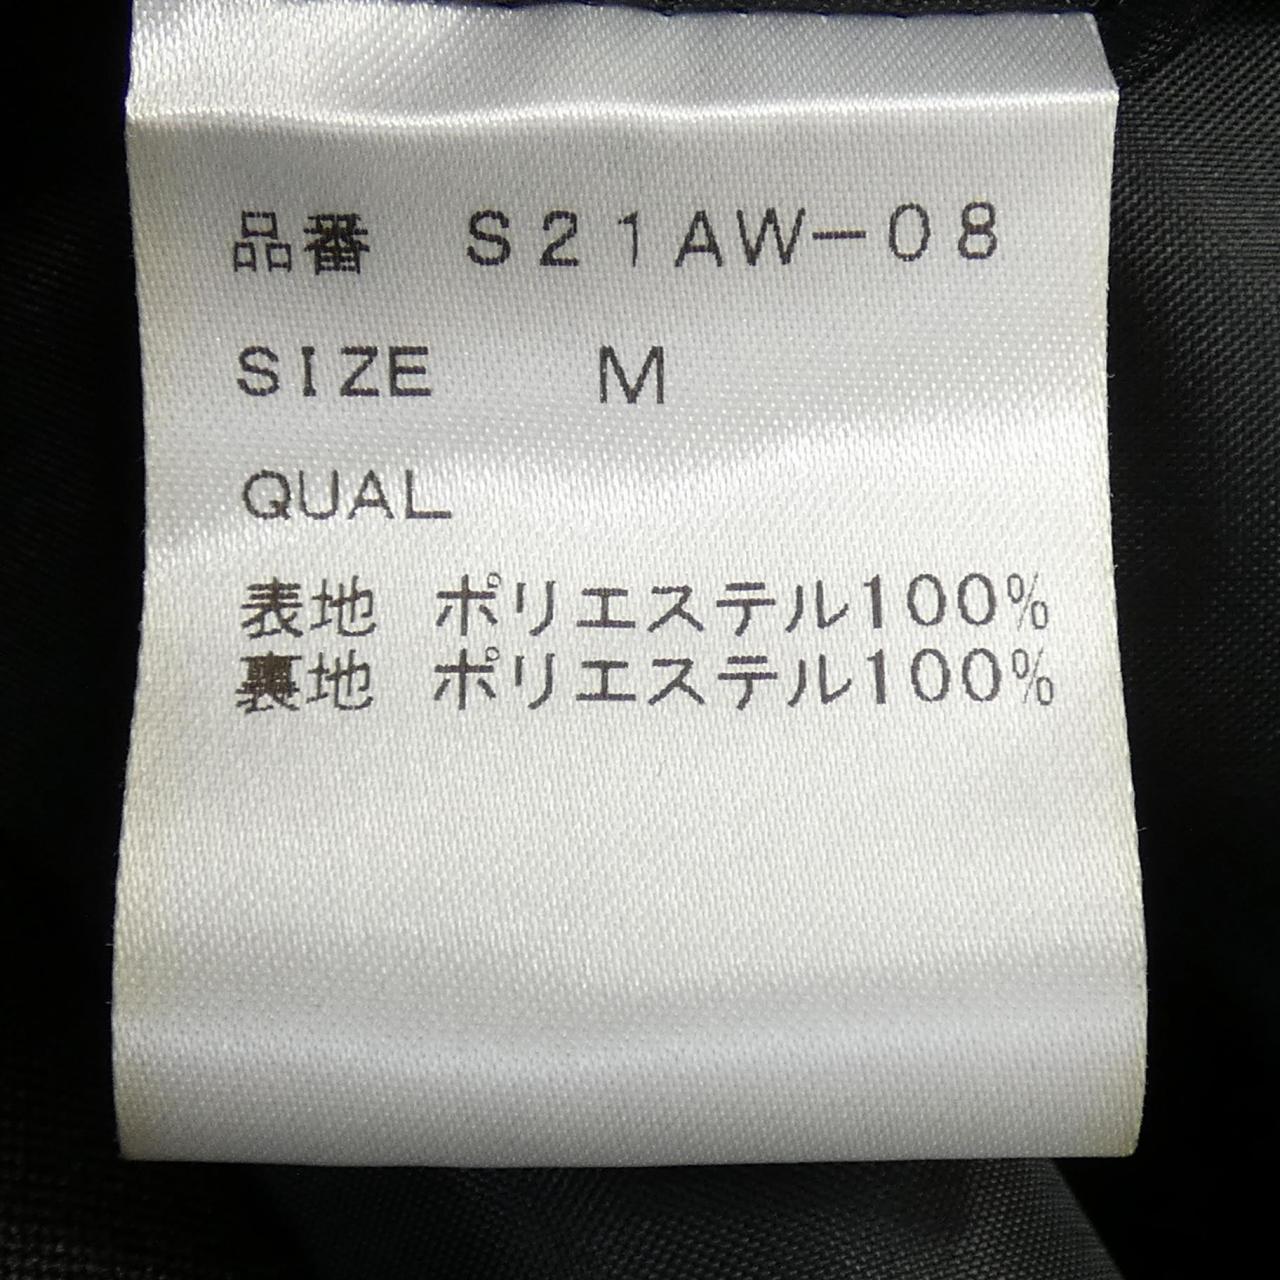 品番 S21AW-08
SIZE M
QUAL
表地 ポリエステル100%
裏地 ポリエステル100%